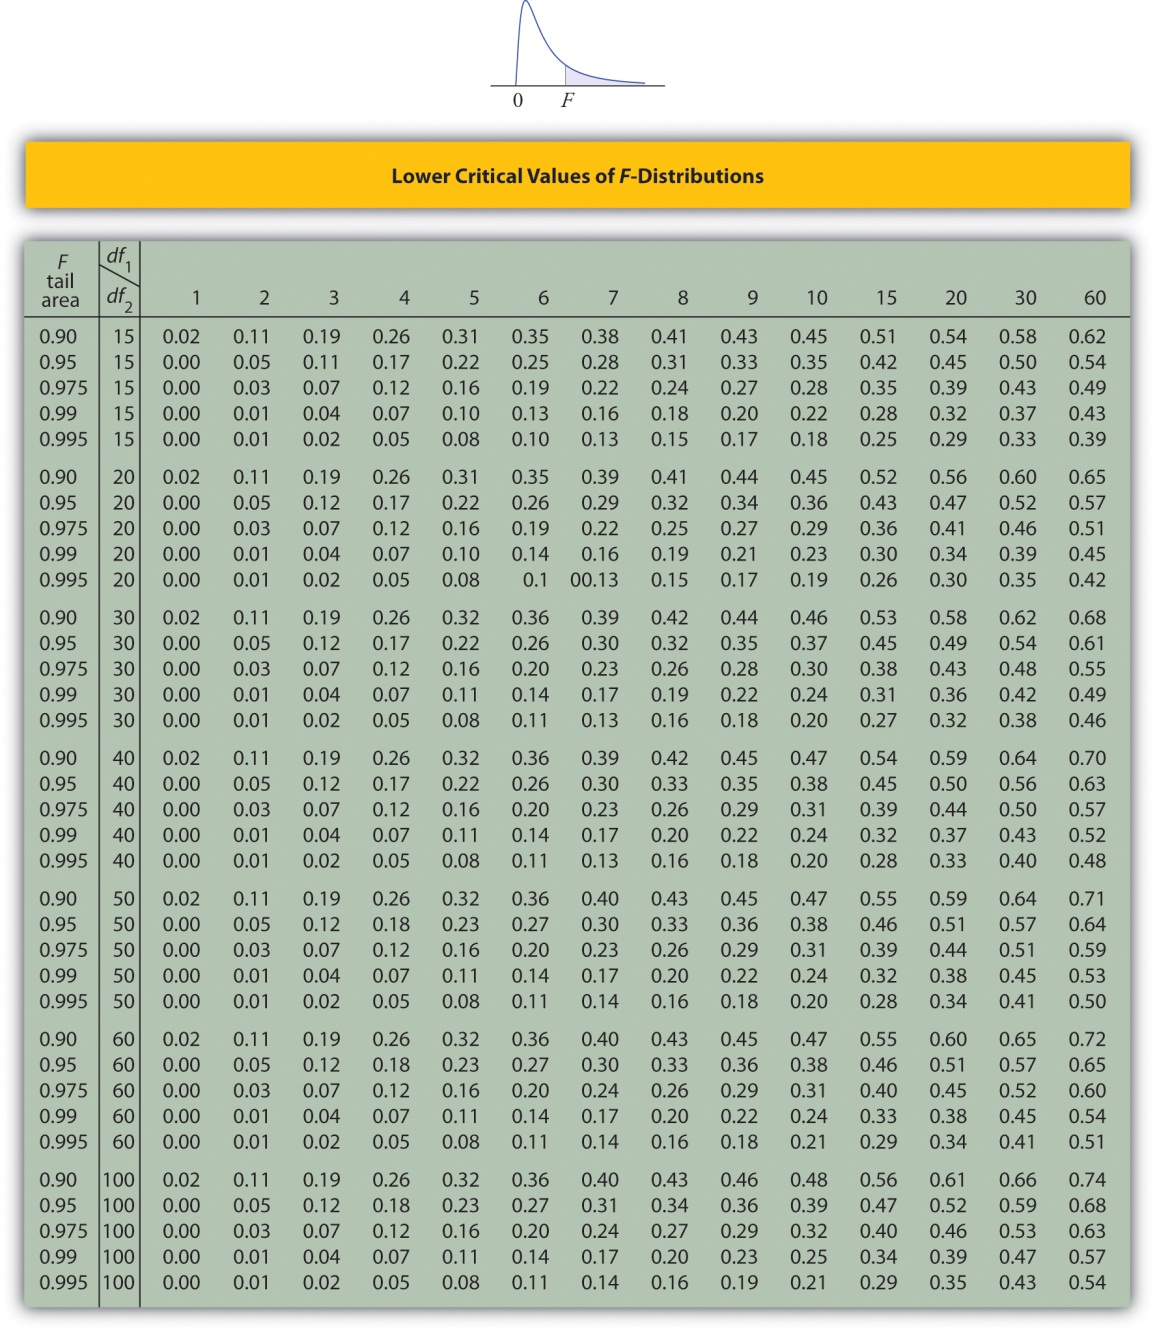 0 F
Lower Critical Values of F-Distributions
F tail area df1 df2 1 2 3 4 5 6 7 8 9 10 15 20 30 60
0.90 15 0.02 0.11 0.19 0.26 0.31 0.35 0.38 0.41 0.43 0.45 0.51 0.54 0.58 0.62
0.95 15 0.00 0.05 0.11 0.17 0.22 0.25 0.28 0.31 0.33 0.35 0.42 0.45 0.50 0.54
0.975 15 0.00 0.03 0.07 0.12 0.16 0.19 0.22 0.24 0.27 0.28 0.35 0.39 0.43 0.49
0.99 15 0.00 0.01 0.04 0.07 0.10 0.13 0.16 0.18 0.20 0.22 0.28 0.32 0.37 0.43
0.995 15 0.00 0.01 0.02 0.05 0.08 0.10 0.13 0.15 0.17 0.18 0.25 0.29 0.33 0.39
0.90 20 0.02 0.11 0.19 0.26 0.31 0.35 0.39 0.41 0.44 0.45 0.52 0.56 0.60 0.65
0.95 20 0.00 0.05 0.12 0.17 0.22 0.26 0.29 0.32 0.34 0.36 0.43 0.47 0.52 0.57
0.975 20 0.00 0.03 0.07 0.12 0.16 0.19 0.22 0.25 0.27 0.29 0.36 0.41 0.46 0.51
0.99 20 0.00 0.01 0.04 0.07 0.10 0.14 0.16 0.19 0.21 0.23 0.30 0.34 0.39 0.45
0.995 20 0.00 0.01 0.02 0.05 0.08 0.1 00.13 0.15 0.17 0.19 0.26 0.30 0.35 0.42
0.90 30 0.02 0.11 0.19 0.26 0.32 0.36 0.39 0.42 0.44 0.46 0.53 0.58 0.62 0.68
0.95 30 0.00 0.05 0.12 0.17 0.22 0.26 0.30 0.32 0.35 0.37 0.45 0.49 0.54 0.61
0.975 30 0.00 0.03 0.07 0.12 0.16 0.20 0.23 0.26 0.28 0.30 0.38 0.43 0.48 0.55
0.99 30 0.00 0.01 0.04 0.07 0.11 0.14 0.17 0.19 0.22 0.24 0.31 0.36 0.42 0.49
0.995 30 0.00 0.01 0.02 0.05 0.08 0.11 0.13 0.16 0.18 0.20 0.27 0.32 0.38 0.46
0.90 40 0.02 0.11 0.19 0.26 0.32 0.36 0.39 0.42 0.45 0.47 0.54 0.59 0.64 0.70
0.95 40 0.00 0.05 0.12 0.17 0.22 0.26 0.30 0.33 0.35 0.38 0.45 0.50 0.56 0.63
0.975 40 0.00 0.03 0.07 0.12 0.16 0.20 0.23 0.26 0.29 0.31 0.39 0.44 0.50 0.57
0.99 40 0.00 0.01 0.04 0.07 0.11 0.14 0.17 0.20 0.22 0.24 0.32 0.37 0.43 0.52
0.995 40 0.00 0.01 0.02 0.05 0.08 0.11 0.13 0.16 0.18 0.20 0.28 0.33 0.40 0.48
0.90 50 0.02 0.11 0.19 0.26 0.32 0.36 0.40 0.43 0.45 0.47 0.55 0.59 0.64 0.71
0.95 50 0.00 0.05 0.12 0.18 0.23 0.27 0.30 0.33 0.36 0.38 0.46 0.51 0.57 0.64
0.975 50 0.00 0.03 0.07 0.12 0.16 0.20 0.23 0.26 0.29 0.31 0.39 0.44 0.51 0.59
0.99 50 0.00 0.01 0.04 0.07 0.11 0.14 0.17 0.20 0.22 0.24 0.32 0.38 0.45 0.53
0.995 50 0.00 0.01 0.02 0.05 0.08 0.11 0.14 0.16 0.18 0.20 0.28 0.34 0.41 0.50
0.90 60 0.02 0.11 0.19 0.26 0.32 0.36 0.40 0.43 0.45 0.47 0.55 0.60 0.65 0.72
0.95 60 0.00 0.05 0.12 0.18 0.23 0.27 0.30 0.33 0.36 0.38 0.46 0.51 0.57 0.65
0.975 60 0.00 0.03 0.07 0.12 0.16 0.20 0.24 0.26 0.29 0.31 0.40 0.45 0.52 0.60
0.99 60 0.00 0.01 0.04 0.07 0.11 0.14 0.17 0.20 0.22 0.24 0.33 0.38 0.45 0.54
0.995 60 0.00 0.01 0.02 0.05 0.08 0.11 0.14 0.16 0.18 0.21 0.29 0.34 0.41 0.51
0.90 100 0.02 0.11 0.19 0.26 0.32 0.36 0.40 0.43 0.46 0.48 0.56 0.61 0.66 0.74
0.95 100 0.00 0.05 0.12 0.18 0.23 0.27 0.31 0.34 0.36 0.39 0.47 0.52 0.59 0.68
0.975 100 0.00 0.03 0.07 0.12 0.16 0.20 0.24 0.27 0.29 0.32 0.40 0.46 0.53 0.63
0.99 100 0.00 0.01 0.04 0.07 0.11 0.14 0.17 0.20 0.23 0.25 0.34 0.39 0.47 0.57
0.995 100 0.00 0.01 0.02 0.05 0.08 0.11 0.14 0.16 0.19 0.21 0.29 0.35 0.43 0.54